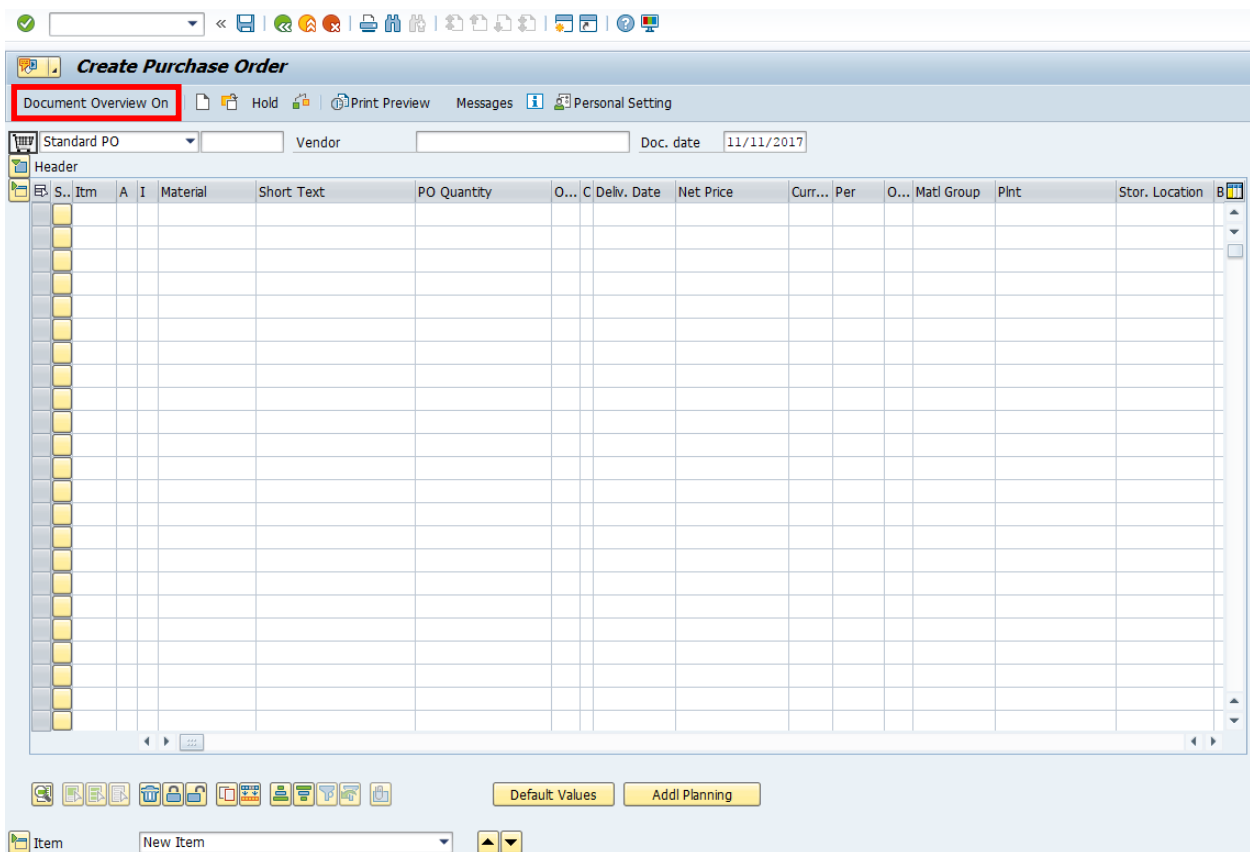 Create Purchase Order
Document Overview On Hold Print Preview Messages Personal Setting
Standard PO Vendor Doc. date 11/11/2017
Header
S.. Itm A I Material Short Text PO Quantity O... C Deliv. Date Net Price Curr... Per O... Matl Group Plnt Stor. Location B
Default Values Addl Planning
Item New Item